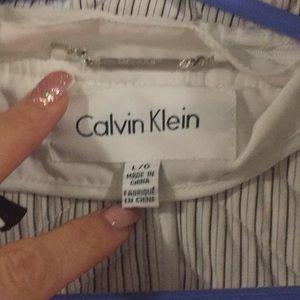 Calvin Klein
L/G
MADE IN
CHINA
FABRIQUÉ
EN CHINE